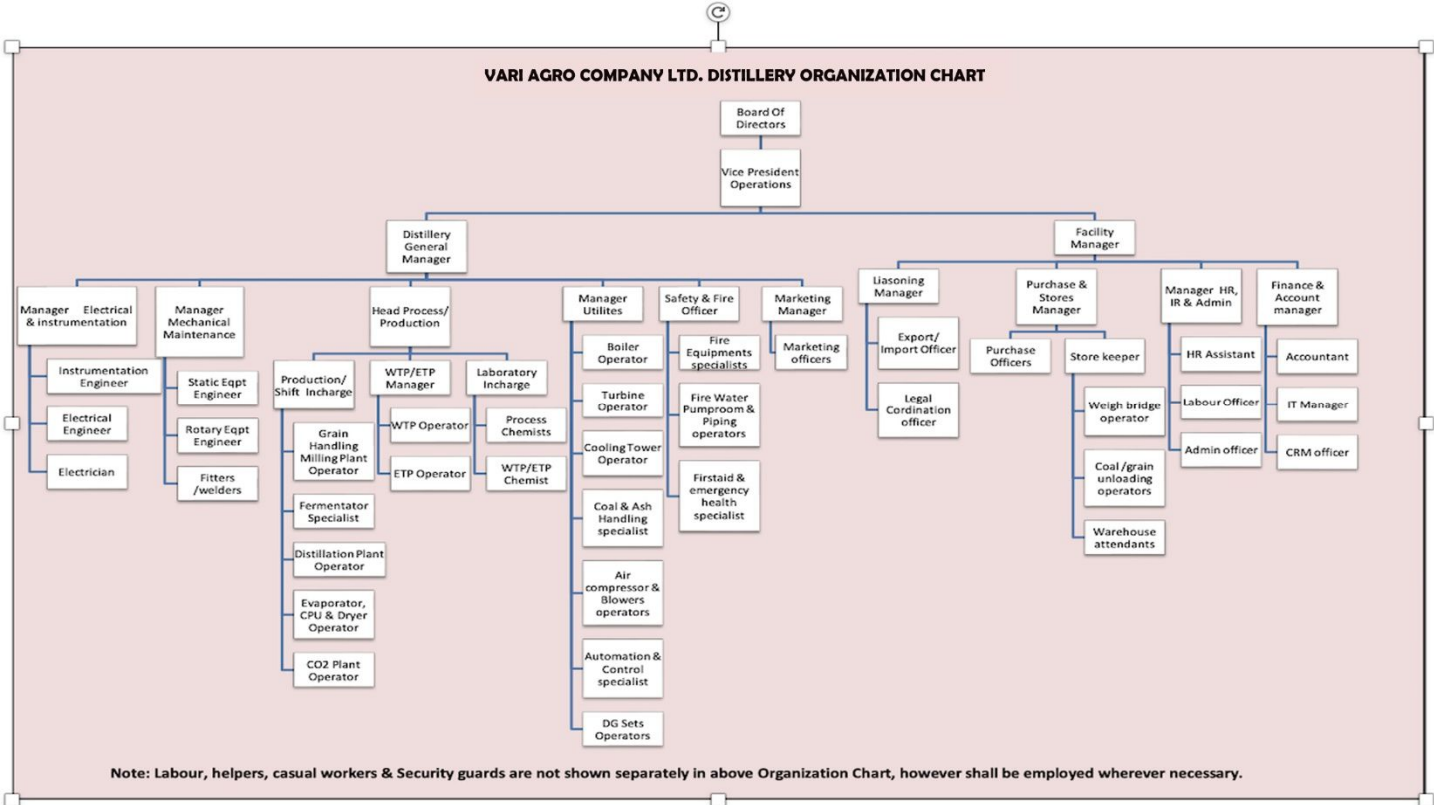 VARI AGRO COMPANY LTD. DISTILLERY ORGANIZATION CHART
Board Of
Directors
Vice President
Operations
Distillery
General
Manager
Facility
Manager
Manager Electrical
& instrumentation
Instrumentation
Engineer
Electrical
Engineer
Electrician
Manager
Mechanical
Maintenance
Static Eqpt
Engineer
Rotary Eqpt
Engineer
Fitters
/welders
Head Process/
Production
Production/
Shift Incharge
Grain
Handling
Milling Plant
Operator
Fermentator
Specialist
Distillation Plant
Operator
Evaporator,
CPU & Dryer
Operator
CO2 Plant
Operator
WTP/ETP
Manager
WTP Operator
ETP Operator
Laboratory
Incharge
Process
Chemists
WTP/ETP
Chemist
Manager
Utilites
Boiler
Operator
Turbine
Operator
Cooling Tower
Operator
Coal & Ash
Handling
specialist
Air
compressor &
Blowers
operators
Automation &
Control
specialist
DG Sets
Operators
Safety & Fire
Officer
Fire
Equipments
specialists
Fire Water
Pumproom &
Piping
operators
Firstaid &
emergency
health
specialist
Marketing
Manager
Marketing
officers
Liasoning
Manager
Export/
Import Officer
Legal
Cordination
officer
Purchase &
Stores
Manager
Purchase
Officers
Store keeper
Weigh bridge
operator
Coal /grain
unloading
operators
Warehouse
attendants
Manager HR,
IR & Admin
HR Assistant
Labour Officer
Admin officer
Finance &
Account
manager
Accountant
IT Manager
CRM officer
Note: Labour, helpers, casual workers & Security guards are not shown separately in above Organization Chart, however shall be employed wherever necessary.